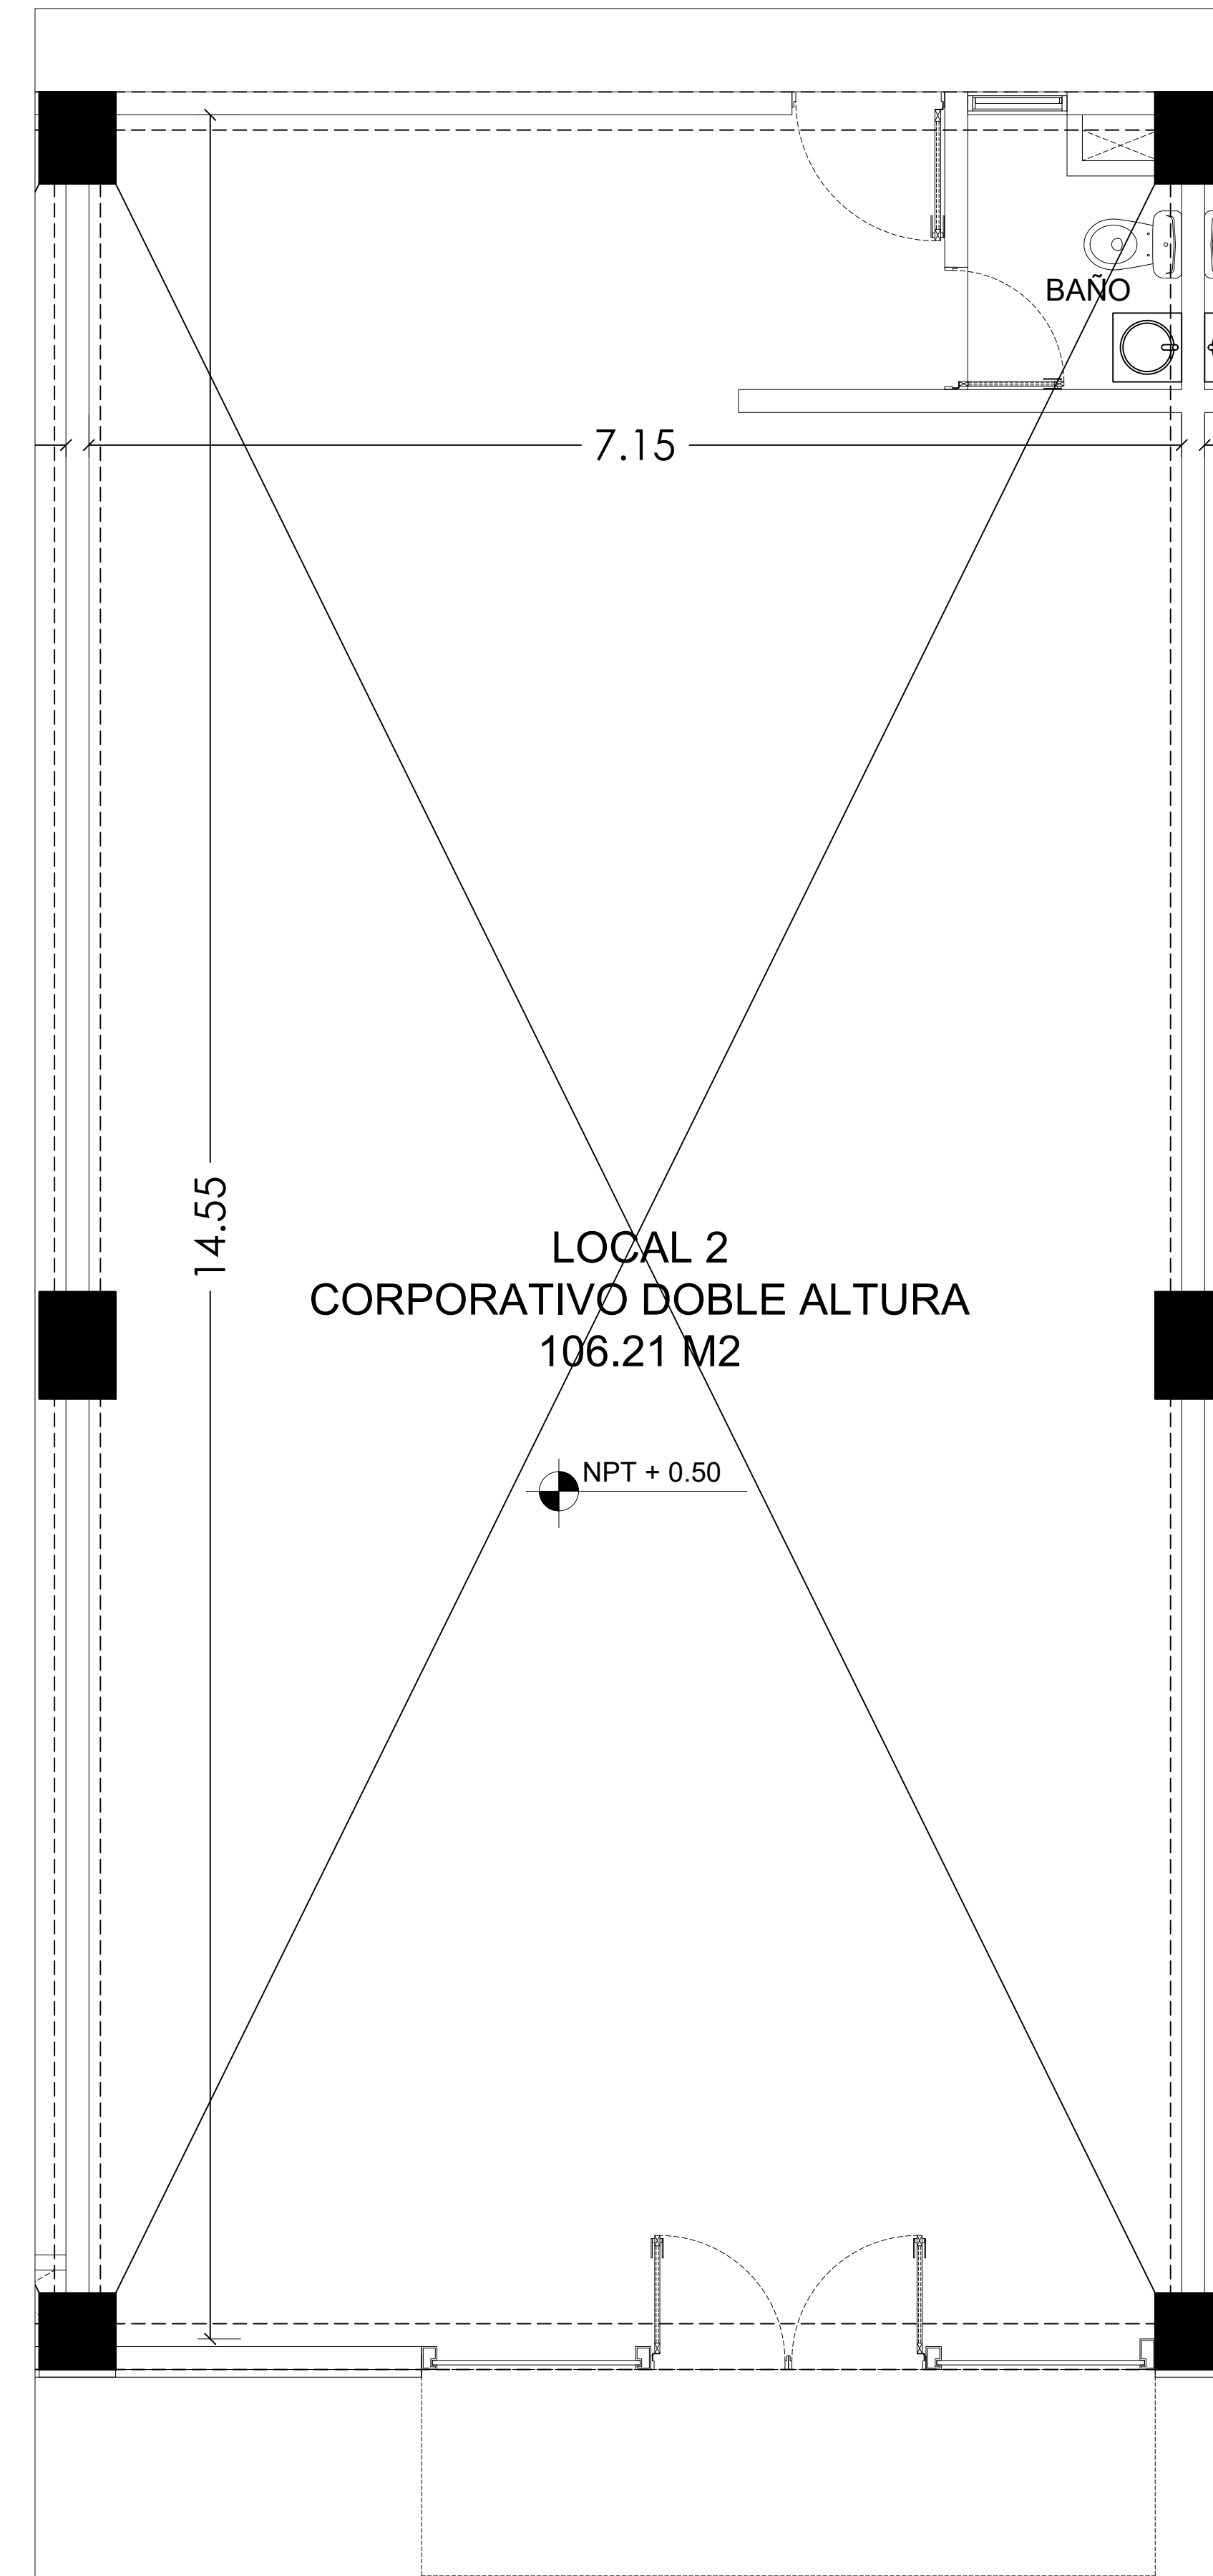 BAÑO
7.15
14.55
LOCAL 2
CORPORATIVO DOBLE ALTURA
106.21 M2
NPT + 0.50